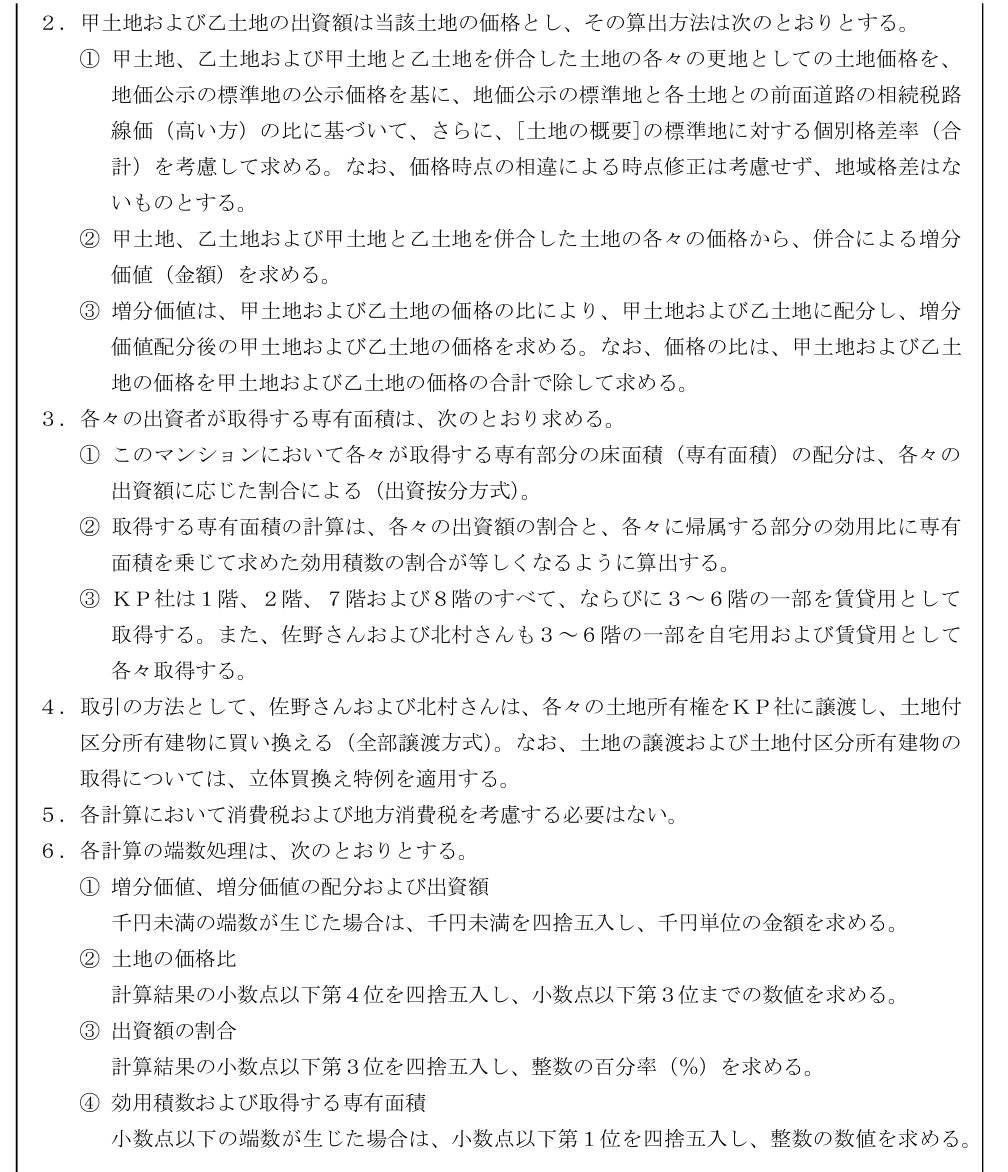 ２．甲土地および乙土地の出資額は当該土地の価格とし、その算出方法は次のとおりとする。
① 甲土地、乙土地および甲土地と乙土地を併合した土地の各々の更地としての土地価格を、
地価公示の標準地の公示価格を基に、地価公示の標準地と各土地との前面道路の相続税路
線価（高い方）の比に基づいて、さらに、［土地の概要］の標準地に対する個別格差率（合
計）を考慮して求める。なお、価格時点の相違による時点修正は考慮せず、地域格差はな
いものとする。
② 甲土地、乙土地および甲土地と乙土地を併合した土地の各々の価格から、併合による増分
価値（金額）を求める。
③ 増分価値は、甲土地および乙土地の価格の比により、甲土地および乙土地に配分し、増分
価値配分後の甲土地および乙土地の価格を求める。なお、価格の比は、甲土地および乙土
地の価格を甲土地および乙土地の価格の合計で除して求める。
３．各々の出資者が取得する専有面積は、次のとおり求める。
① このマンションにおいて各々が取得する専有部分の床面積（専有面積）の配分は、各々の
出資額に応じた割合による（出資按分方式）。
② 取得する専有面積の計算は、各々の出資額の割合と、各々に帰属する部分の効用比に専有
面積を乗じて求めた効用積数の割合が等しくなるように算出する。
③ ＫＰ社は１階、２階、７階および８階のすべて、ならびに３～６階の一部を賃貸用として
取得する。また、佐野さんおよび北村さんも３～６階の一部を自宅用および賃貸用として
各々取得する。
４．取引の方法として、佐野さんおよび北村さんは、各々の土地所有権をＫＰ社に譲渡し、土地付
区分所有建物に買い換える（全部譲渡方式）。なお、土地の譲渡および土地付区分所有建物の
取得については、立体買換え特例を適用する。
５．各計算において消費税および地方消費税を考慮する必要はない。
６．各計算の端数処理は、次のとおりとする。
① 増分価値、増分価値の配分および出資額
千円未満の端数が生じた場合は、千円未満を四捨五入し、千円単位の金額を求める。
② 土地の価格比
計算結果の小数点以下第４位を四捨五入し、小数点以下第３位までの数値を求める。
③ 出資額の割合
計算結果の小数点以下第３位を四捨五入し、整数の百分率（％）を求める。
④ 効用積数および取得する専有面積
小数点以下の端数が生じた場合は、小数点以下第１位を四捨五入し、整数の数値を求める。